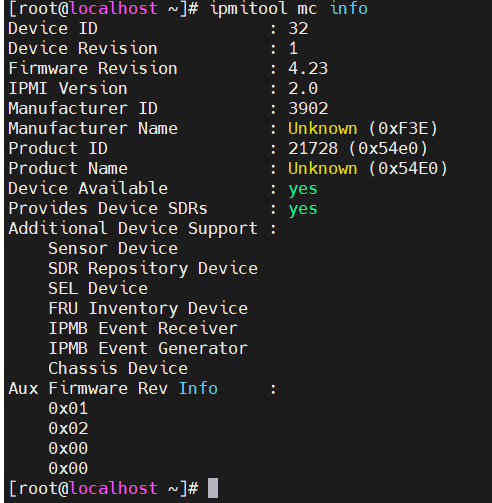 [root@localhost ~]# ipmitool mc info
Device ID                 : 32
Device Revision           : 1
Firmware Revision         : 4.23
IPMI Version              : 2.0
Manufacturer ID           : 3902
Manufacturer Name         : Unknown (0xF3E)
Product ID                : 21728 (0x54e0)
Product Name              : Unknown (0x54E0)
Device Available          : yes
Provides Device SDRs      : yes
Additional Device Support :
    Sensor Device
    SDR Repository Device
    SEL Device
    FRU Inventory Device
    IPMB Event Receiver
    IPMB Event Generator
    Chassis Device
Aux Firmware Rev Info     :
    0x01
    0x02
    0x00
    0x00
[root@localhost ~]#